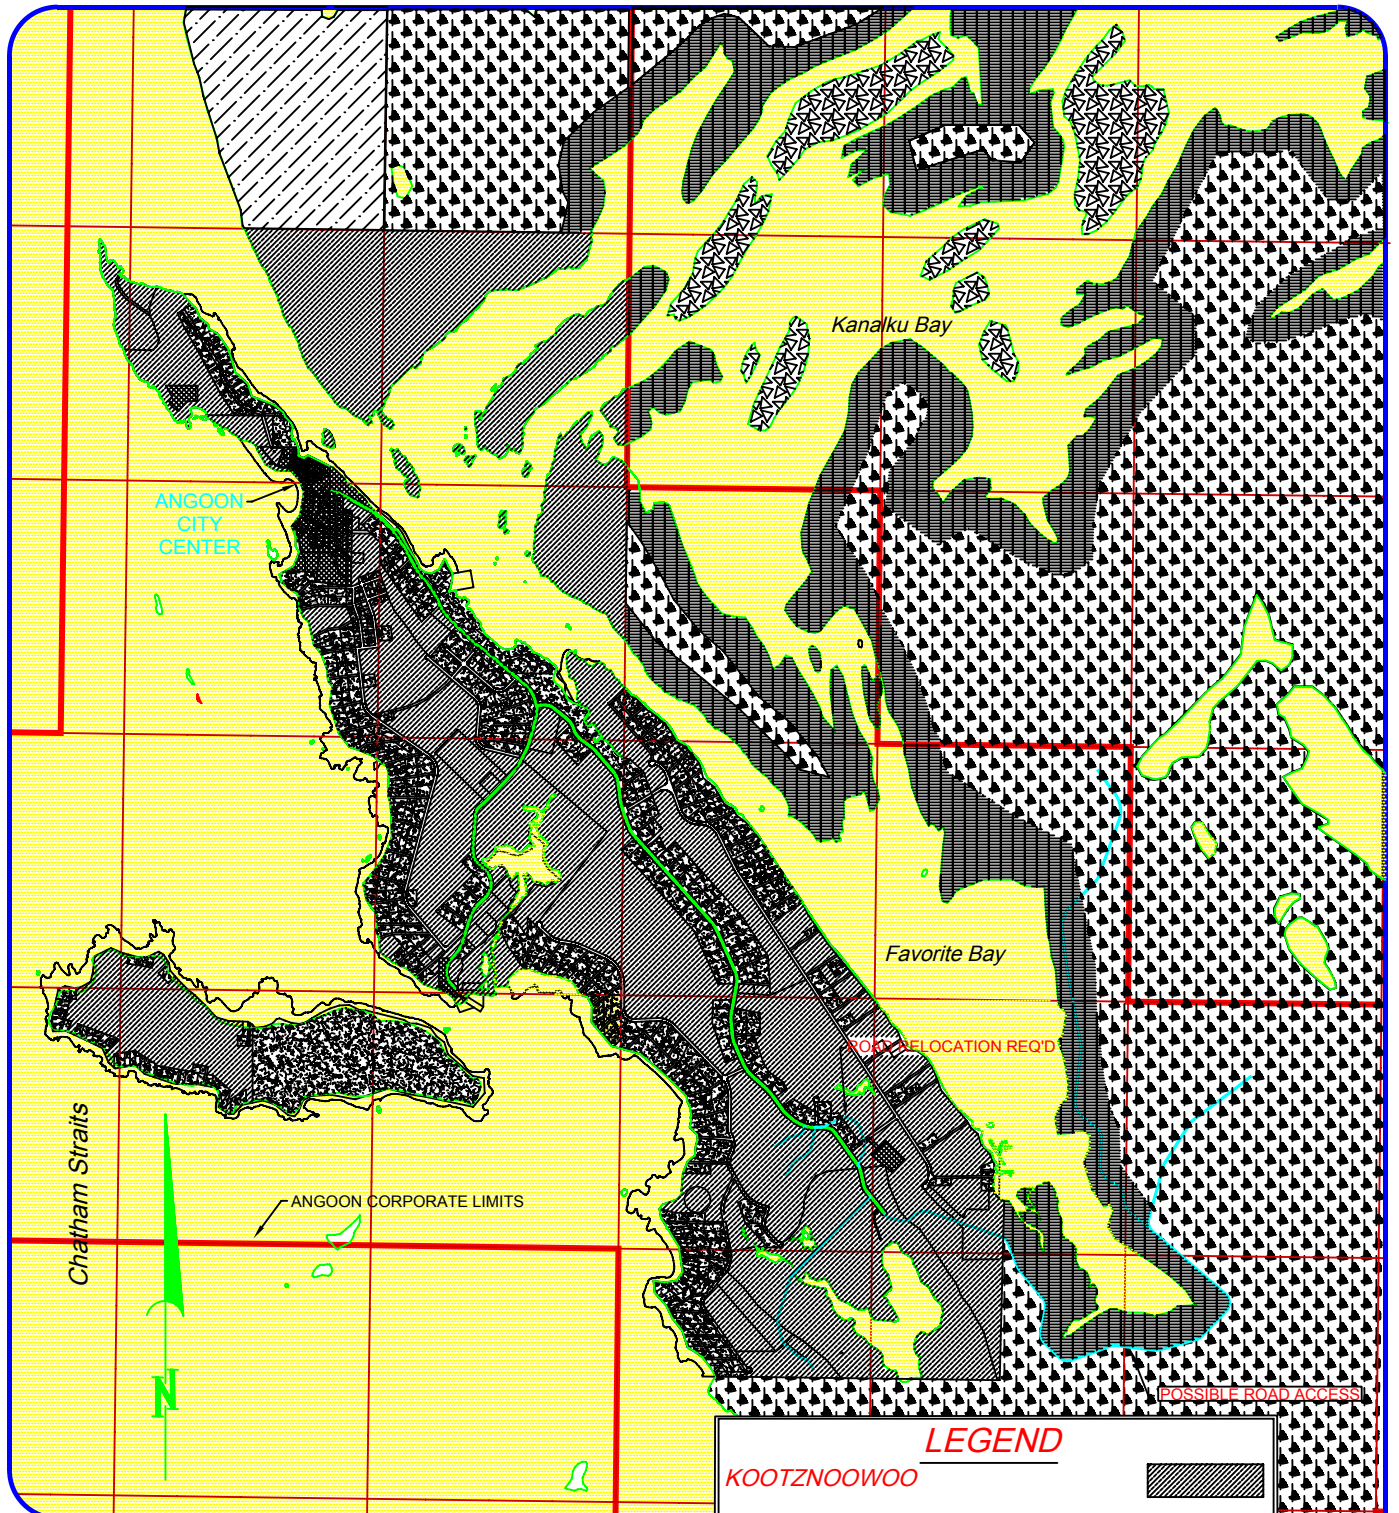 Kanalku Bay
ANGOON
CITY
CENTER
Favorite Bay
ROAD RELOCATION REQ'D
Chatham Straits
ANGOON CORPORATE LIMITS
N
POSSIBLE ROAD ACCESS
LEGEND
KOOTZNOOWOO